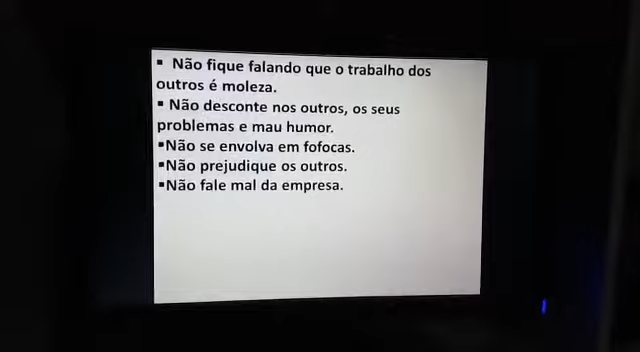 ▪ Não fique falando que o trabalho dos
outros é moleza.
▪ Não desconte nos outros, os seus
problemas e mau humor.
▪Não se envolva em fofocas.
▪Não prejudique os outros.
▪Não fale mal da empresa.